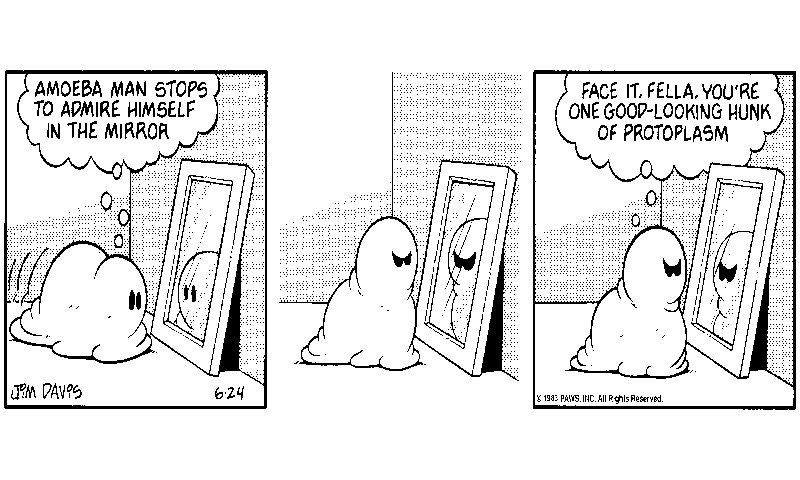 AMOEBA MAN STOPS
TO ADMIRE HIMSELF
IN THE MIRROR
JIM DAVIS
6-24
FACE IT, FELLA, YOU'RE
ONE GOOD-LOOKING HUNK
OF PROTOPLASM
© 1983 PAWS, INC. All Rights Reserved.